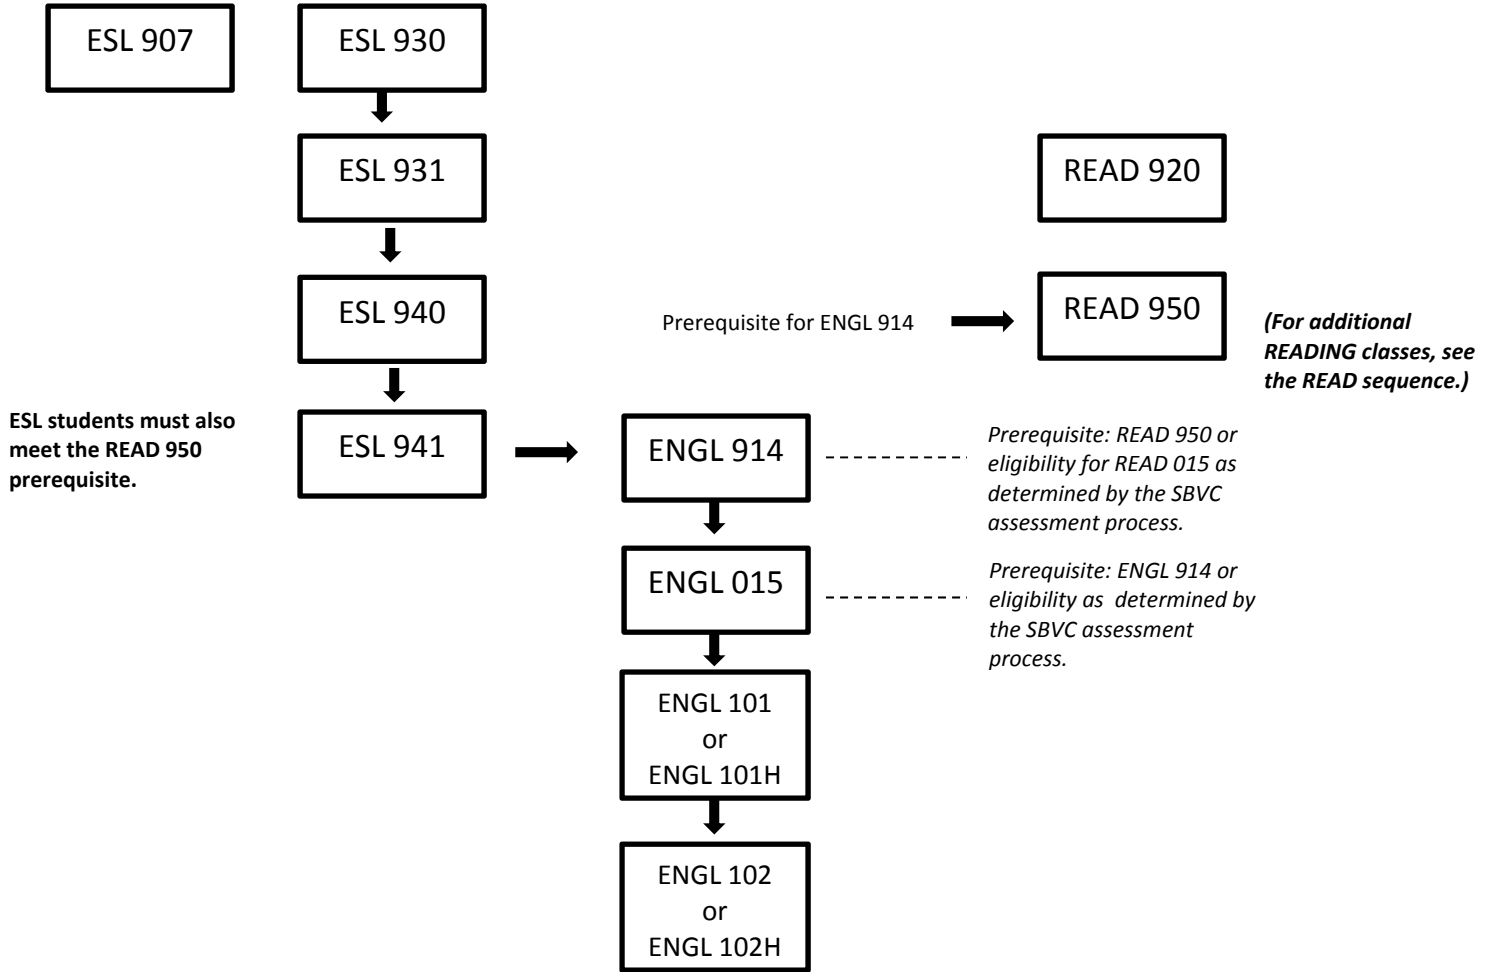 ESL 907
ESL 930
ESL 931
READ 920
ESL 940
Prerequisite for ENGL 914
READ 950
(For additional
READING classes, see
the READ sequence.)
ESL students must also
meet the READ 950
prerequisite.
ESL 941
ENGL 914
Prerequisite: READ 950 or
eligibility for READ 015 as
determined by the SBVC
assessment process.
ENGL 015
Prerequisite: ENGL 914 or
eligibility as  determined by
the SBVC assessment
process.
ENGL 101
or
ENGL 101H
ENGL 102
or
ENGL 102H